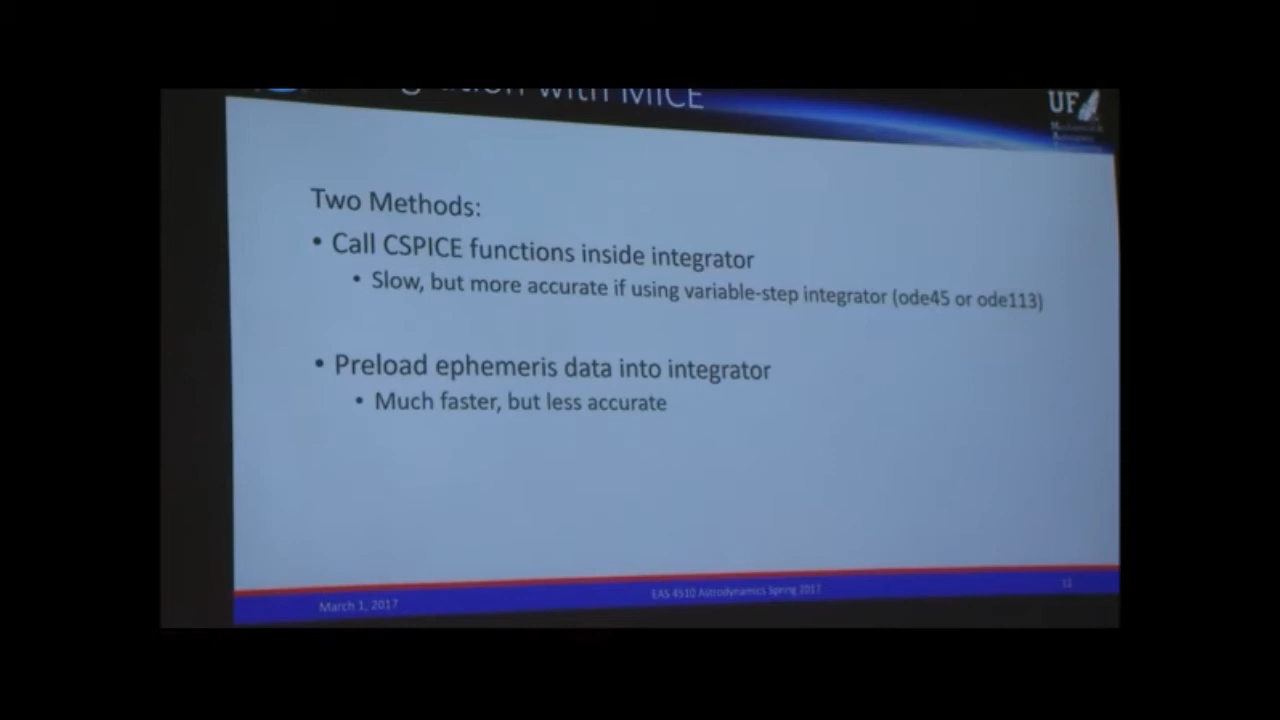 with MICE
UF
Two Methods:
• Call CSPICE functions inside integrator
• Slow, but more accurate if using variable-step integrator (ode45 or ode113)
• Preload ephemeris data into integrator
• Much faster, but less accurate
March 1, 2017
EAS 4510 Astrodynamics Spring 2017
12